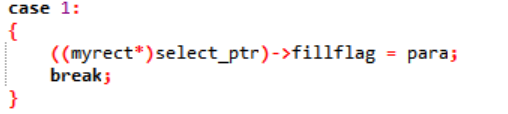 case 1:
{
((myrect*)select_ptr)->fillflag = para;
break;
}